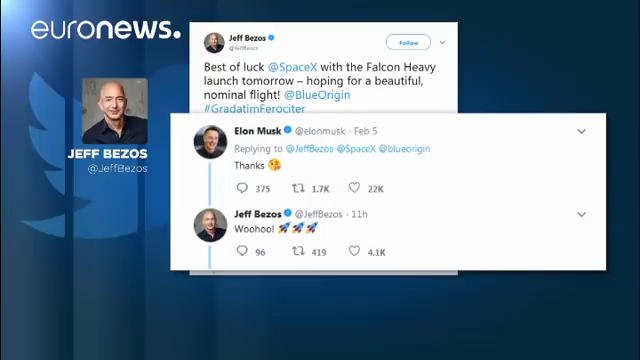 euronews.
Jeff Bezos
@JeffBezos
Follow
Best of luck @SpaceX with the Falcon Heavy
launch tomorrow – hoping for a beautiful,
nominal flight! @BlueOrigin
#GradatimFerociter
JEFF BEZOS
@JeffBezos
Elon Musk @elonmusk · Feb 5
Replying to @JeffBezos @SpaceX @blueorigin
Thanks 😘
375 1.7K 22K
Jeff Bezos @JeffBezos · 11h
Woohoo! 🚀🚀🚀
96 419 4.1K